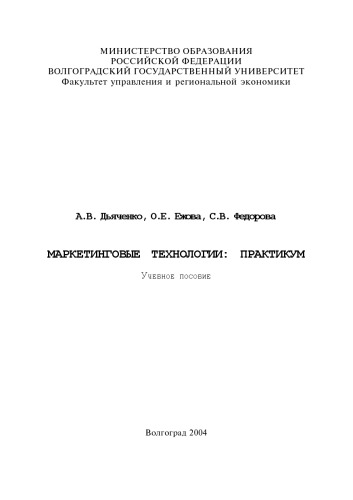 МИНИСТЕРСТВО ОБРАЗОВАНИЯ
РОССИЙСКОЙ ФЕДЕРАЦИИ
ВОЛГОГРАДСКИЙ ГОСУДАРСТВЕННЫЙ УНИВЕРСИТЕТ
Факультет управления и региональной экономики
А.В. Дьяченко, О.Е. Ежова, С.В. Федорова
МАРКЕТИНГОВЫЕ ТЕХНОЛОГИИ: ПРАКТИКУМ
Учебное пособие
Волгоград 2004